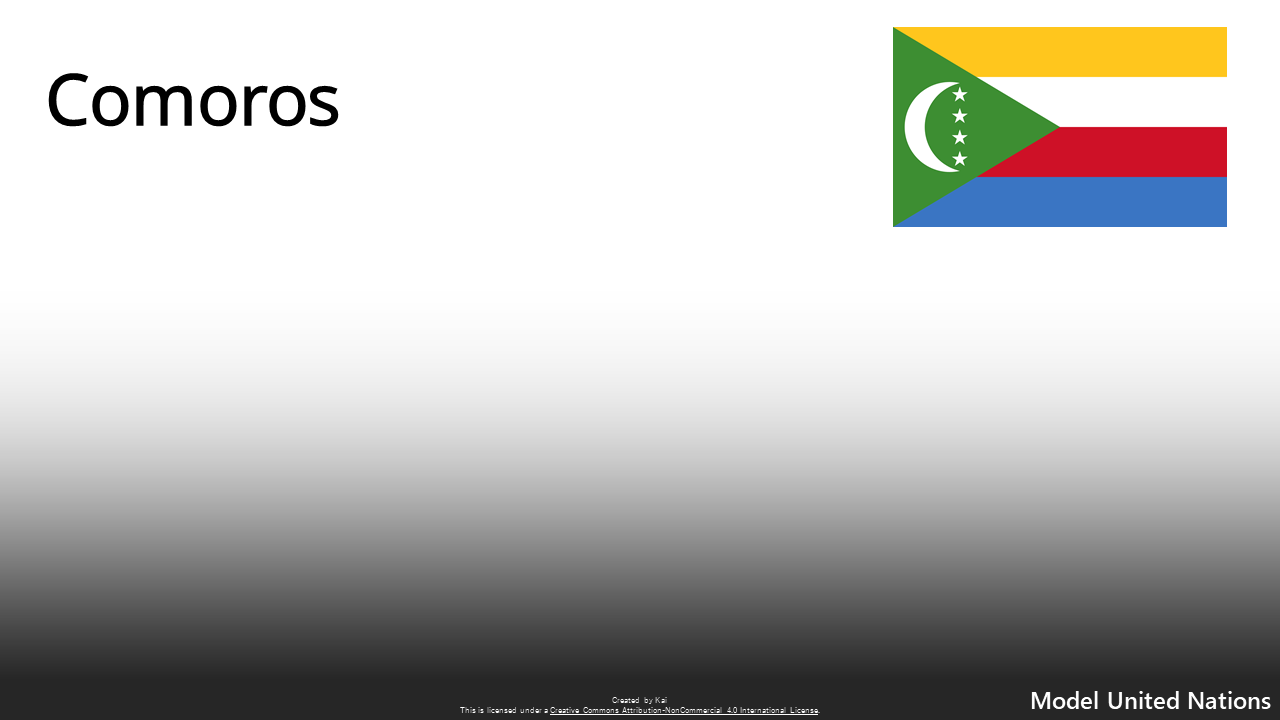 Comoros
Created by Kai
This is licensed under a Creative Commons Attribution-NonCommercial 4.0 International License.
Model United Nations